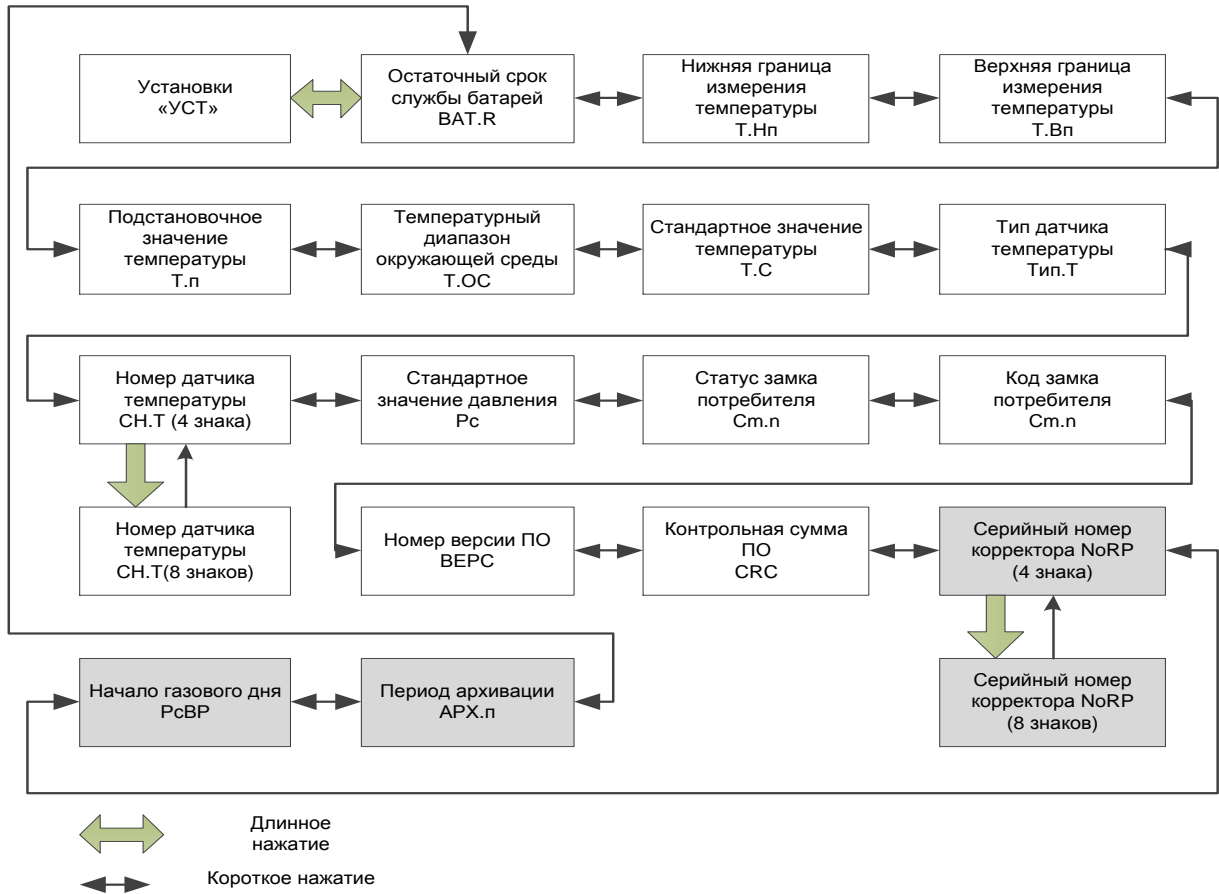 Установки
«УСТ»
Остаточный срок
службы батарей
BAT.R
Нижняя граница
измерения
температуры
Т.Нп
Верхняя граница
измерения
температуры
Т.Вп
Подстановочное
значение
температуры
Т.п
Температурный
диапазон
окружающей среды
Т.ОС
Стандартное значение
температуры
Т.С
Тип датчика
температуры
Тип.Т
Номер датчика
температуры
СН.Т (4 знака)
Стандартное
значение давления
Рс
Статус замка
потребителя
Cm.n
Код замка
потребителя
Cm.n
Номер датчика
температуры
СН.Т(8 знаков)
Номер версии ПО
ВЕРС
Контрольная сумма
ПО
CRC
Серийный номер
корректора NoRP
(4 знака)
Начало газового дня
РсВР
Период архивации
АРХ.п
Серийный номер
корректора NoRP
(8 знаков)
Длинное
нажатие
Короткое нажатие